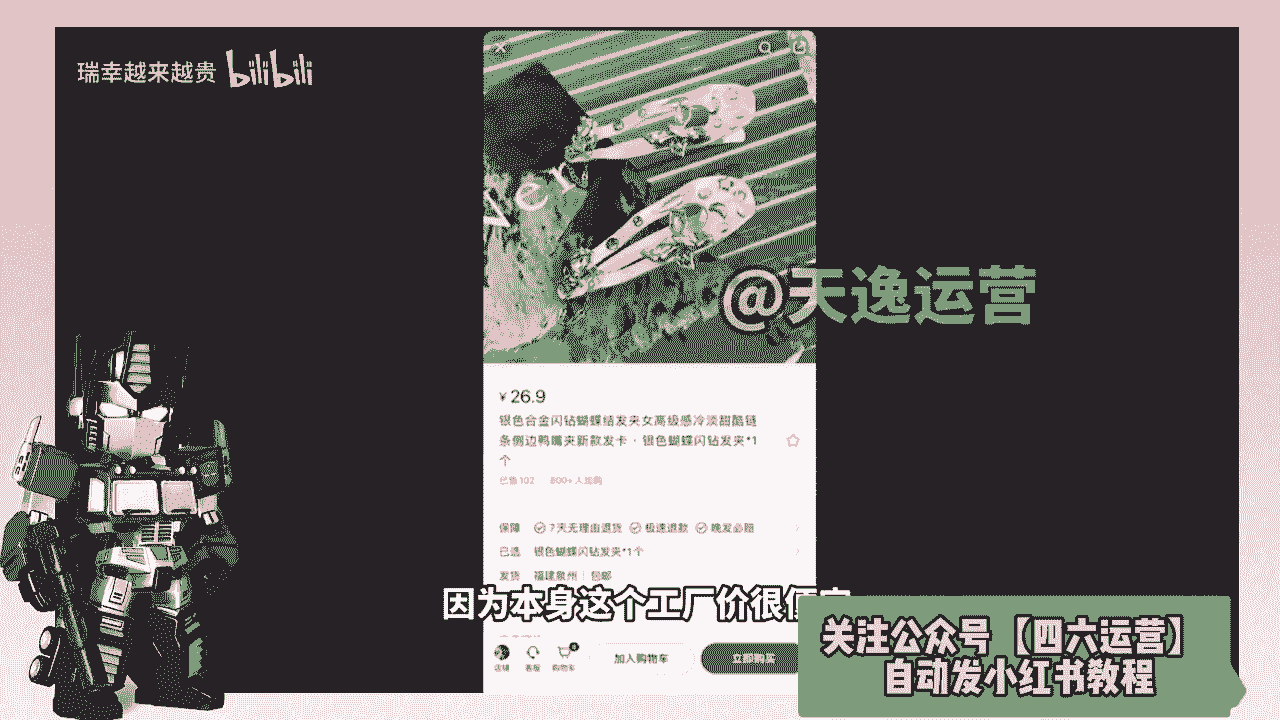 瑞幸越来越贵 bilibili
ver
@天逸运营
¥26.9
银色合金闪钻蝴蝶结发夹女高级感冷淡甜酷链
条侧边鸭嘴夹新款发卡·银色蝴蝶闪钻发夹*1
个
已售 102 800+人想购
保障 7天无理由退货 极速退款 晚发必赔
已选 银色蝴蝶闪钻发夹*1个
发货 福建泉州 | 包邮
因为本身这个工厂价很便
关注公众号【四六运营】
自动发小红书教程
店铺 客服 购物车 加入购物车 立即购买